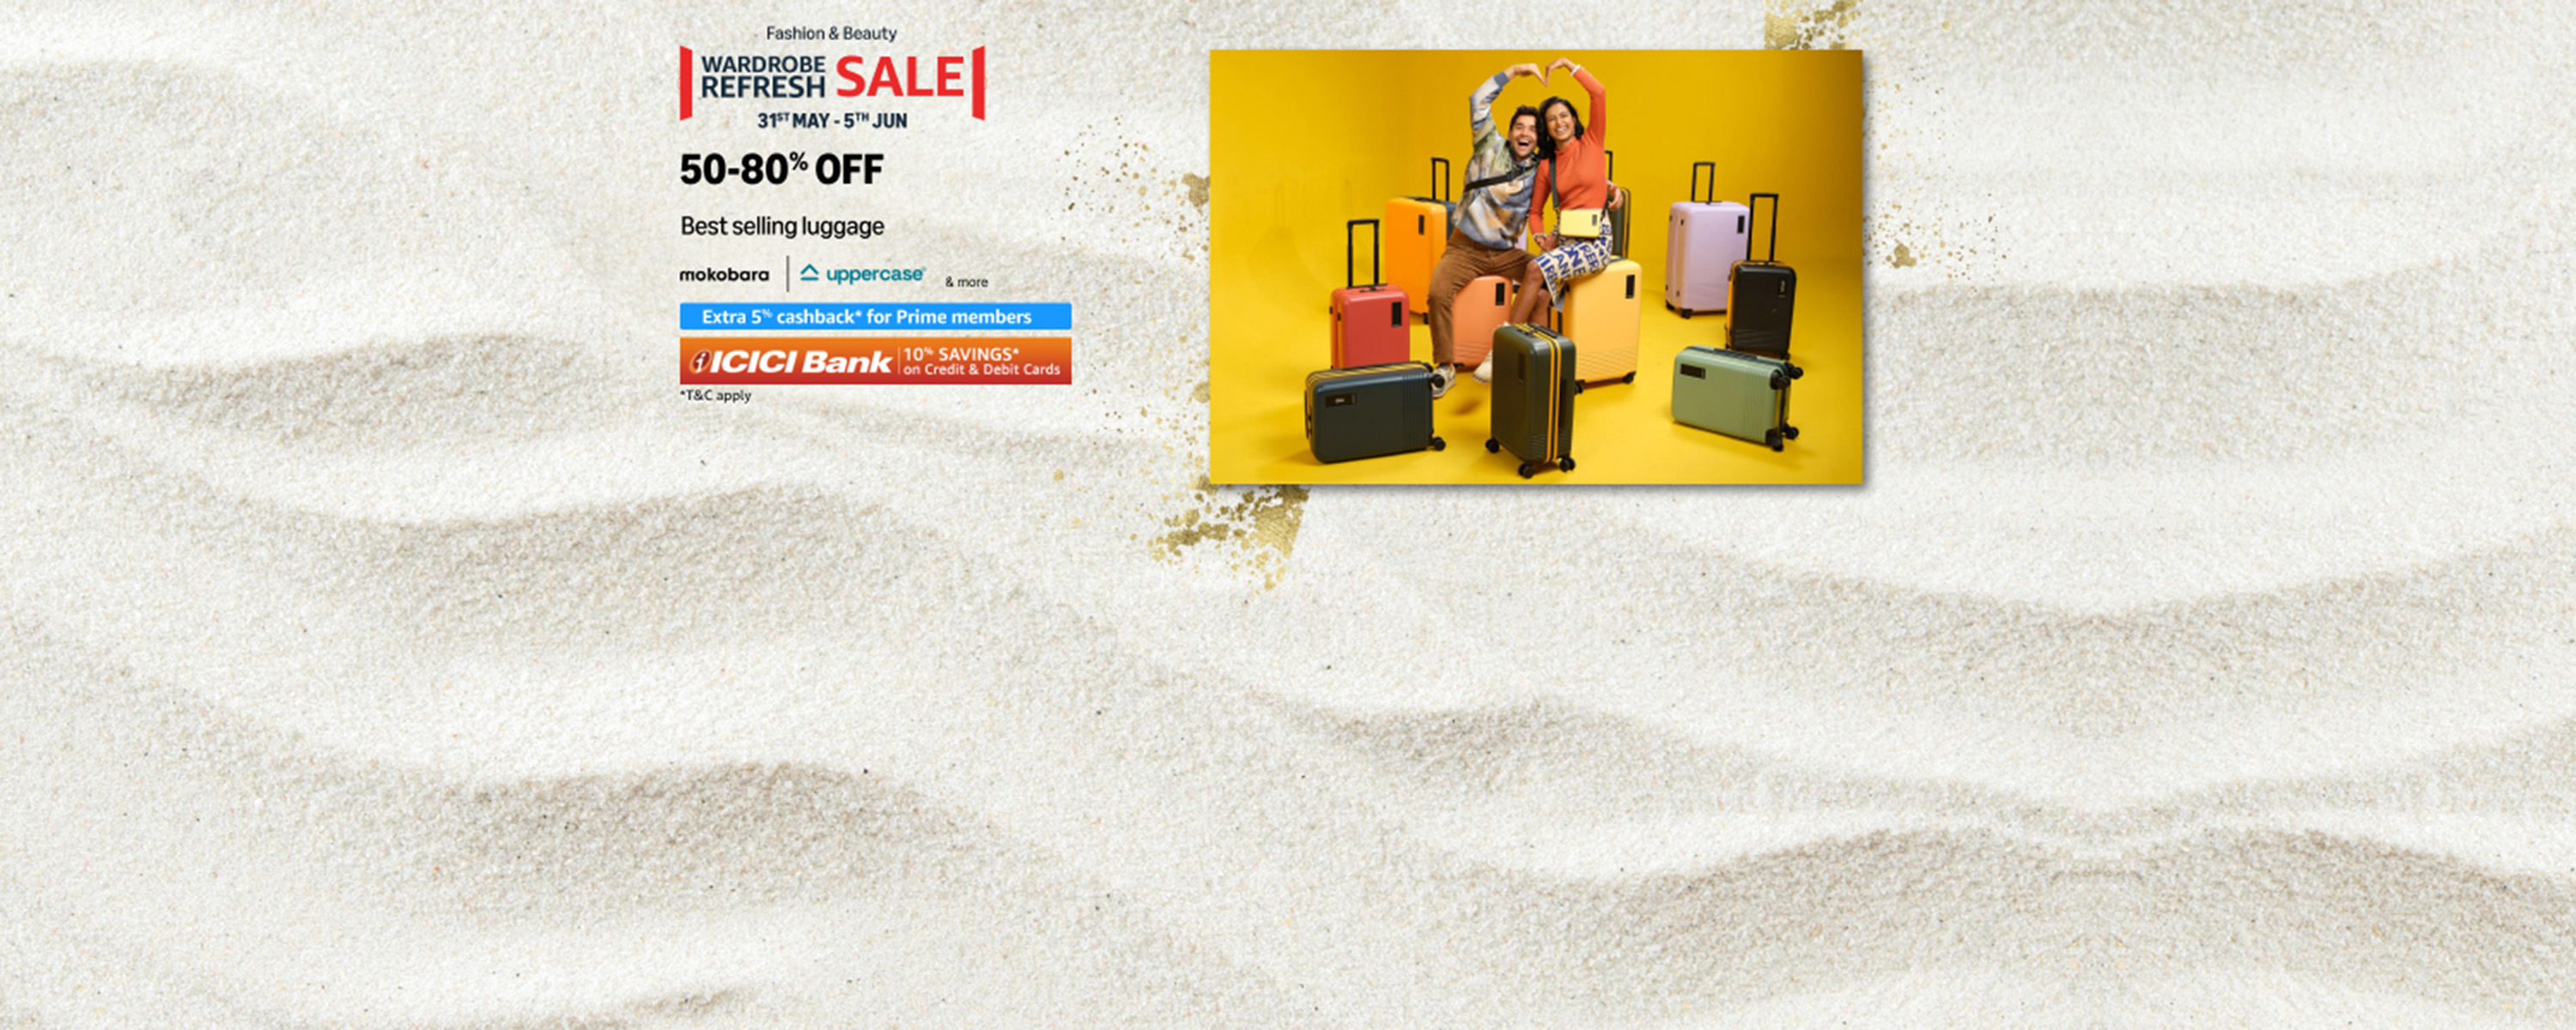 Fashion & Beauty
WARDROBE
REFRESH SALE
31ST MAY - 5TH JUN
50-80% OFF
Best selling luggage
mokobara | uppercase & more
Extra 5% cashback* for Prime members
ICICI Bank | 10% SAVINGS*
on Credit & Debit Cards
*T&C apply